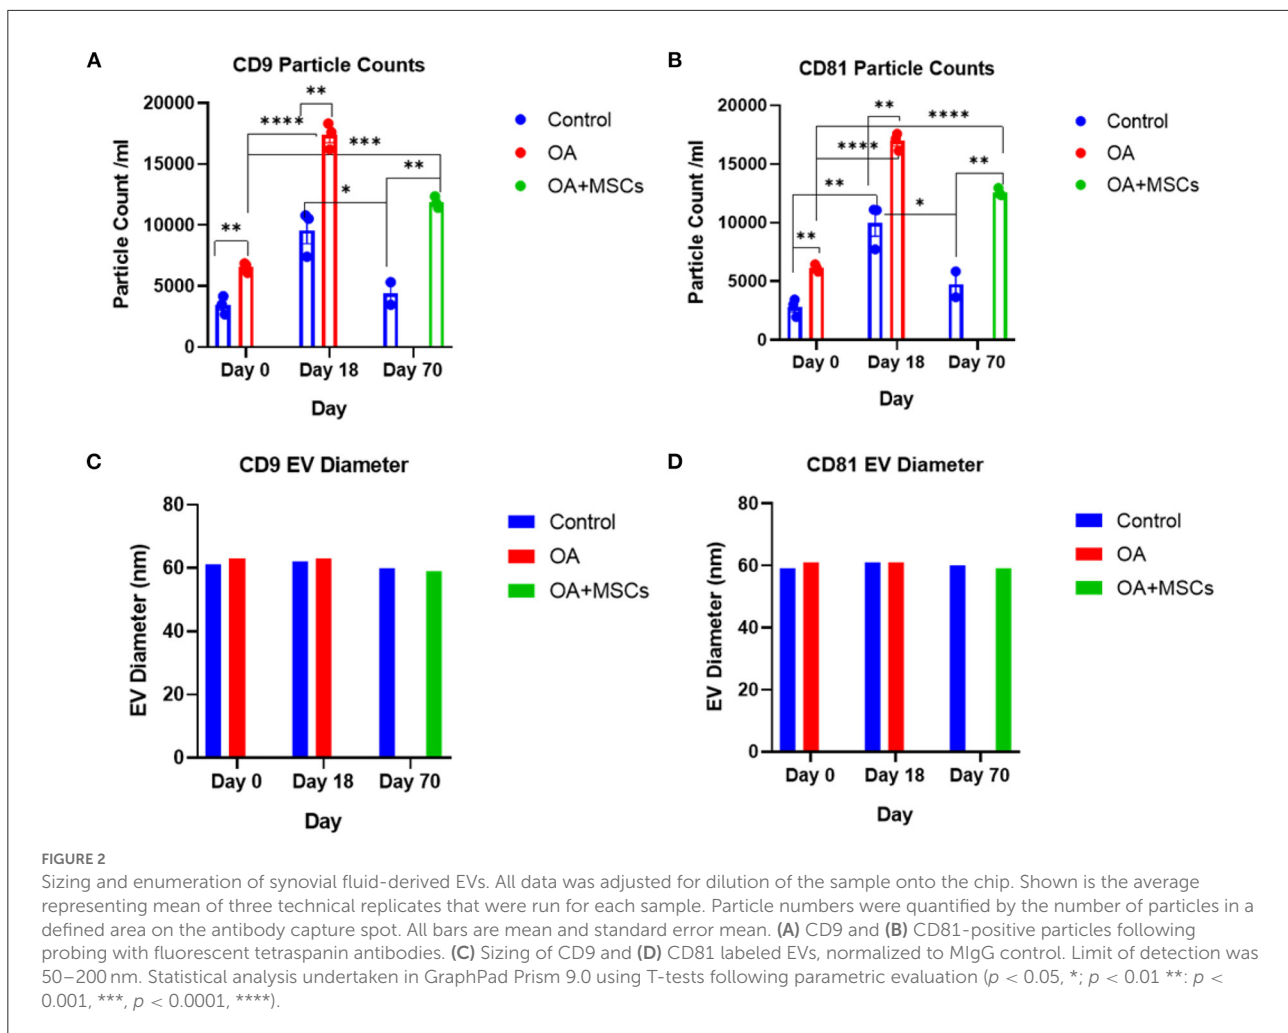 A
CD9 Particle Counts
Particle Count /ml
20000
15000
10000
5000
0
**
****
***
**
*
**
Day 0
Day 18
Day 70
Day
Control
OA
OA+MSCs
B
CD81 Particle Counts
Particle Count /ml
20000
15000
10000
5000
0
**
****
****
**
**
*
**
Day 0
Day 18
Day 70
Day
Control
OA
OA+MSCs
C
CD9 EV Diameter
EV Diameter (nm)
80
60
40
20
0
Day 0
Day 18
Day 70
Day
Control
OA
OA+MSCs
D
CD81 EV Diameter
EV Diameter (nm)
80
60
40
20
0
Day 0
Day 18
Day 70
Day
Control
OA
OA+MSCs
FIGURE 2
Sizing and enumeration of synovial fluid-derived EVs. All data was adjusted for dilution of the sample onto the chip. Shown is the average
representing mean of three technical replicates that were run for each sample. Particle numbers were quantified by the number of particles in a
defined area on the antibody capture spot. All bars are mean and standard error mean. (A) CD9 and (B) CD81-positive particles following
probing with fluorescent tetraspanin antibodies. (C) Sizing of CD9 and (D) CD81 labeled EVs, normalized to MIgG control. Limit of detection was
50–200 nm. Statistical analysis undertaken in GraphPad Prism 9.0 using T-tests following parametric evaluation (p < 0.05, *; p < 0.01 **: p <
0.001, ***, p < 0.0001, ****).